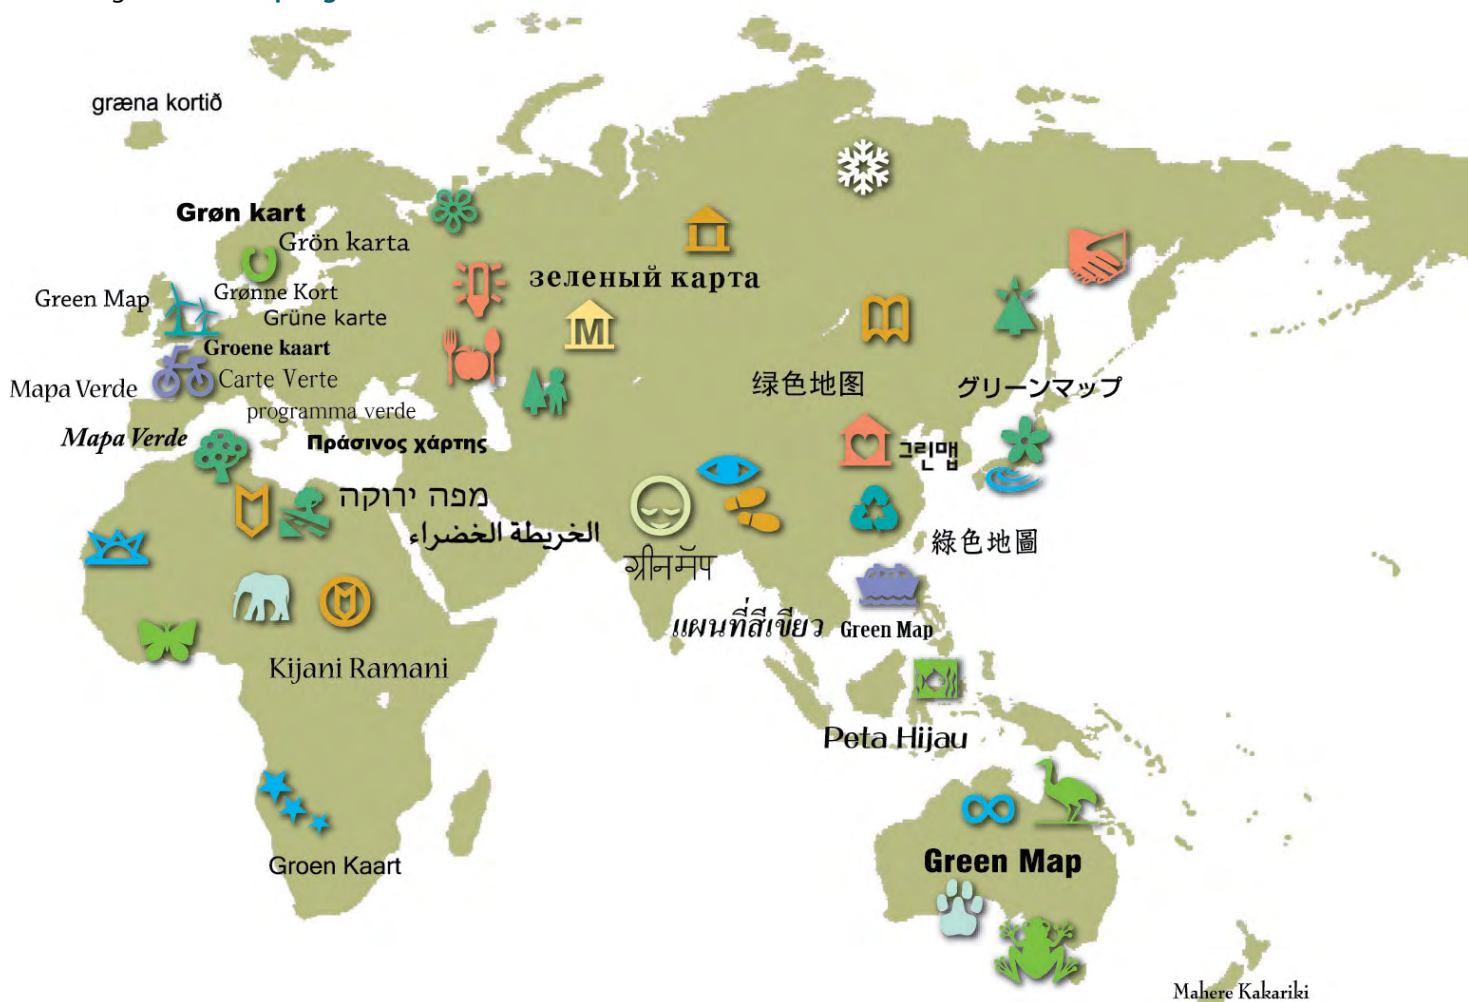 græna kortið
Grøn kart
Grön karta
зеленый карта
Green Map
Grønne Kort
Grüne karte
Groene kaart
Mapa Verde
Carte Verte
绿色地图
グリーンマップ
programma verde
Mapa Verde
Πράσινος χάρτης
그린맵
M
מפה ירוקה
الخريطة الخضراء
綠色地圖
ग्रीन मॅप
แผนที่สีเขียว
Green Map
Kijani Ramani
Peta Hijau
Groen Kaart
Green Map
Mahere Kakariki